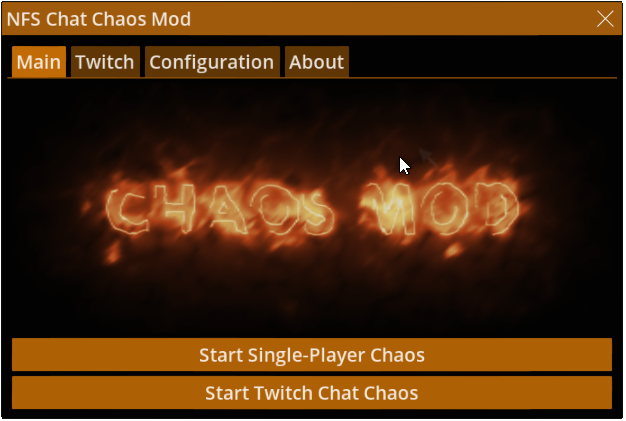 NFS Chat Chaos Mod
Main Twitch Configuration About
CHAOS MOD
Start Single-Player Chaos
Start Twitch Chat Chaos